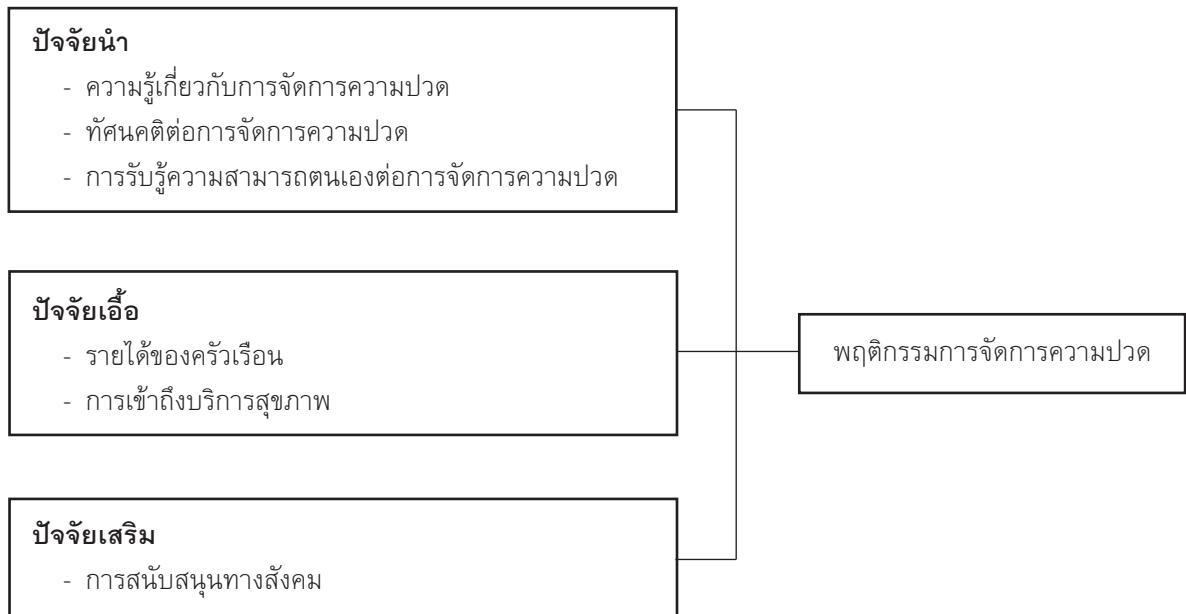 ปัจจัยนำ
- ความรู้เกี่ยวกับการจัดการความปวด
- ทัศนคติต่อการจัดการความปวด
- การรับรู้ความสามารถตนเองต่อการจัดการความปวด
ปัจจัยเอื้อ
- รายได้ของครัวเรือน
- การเข้าถึงบริการสุขภาพ
พฤติกรรมการจัดการความปวด
ปัจจัยเสริม
- การสนับสนุนทางสังคม